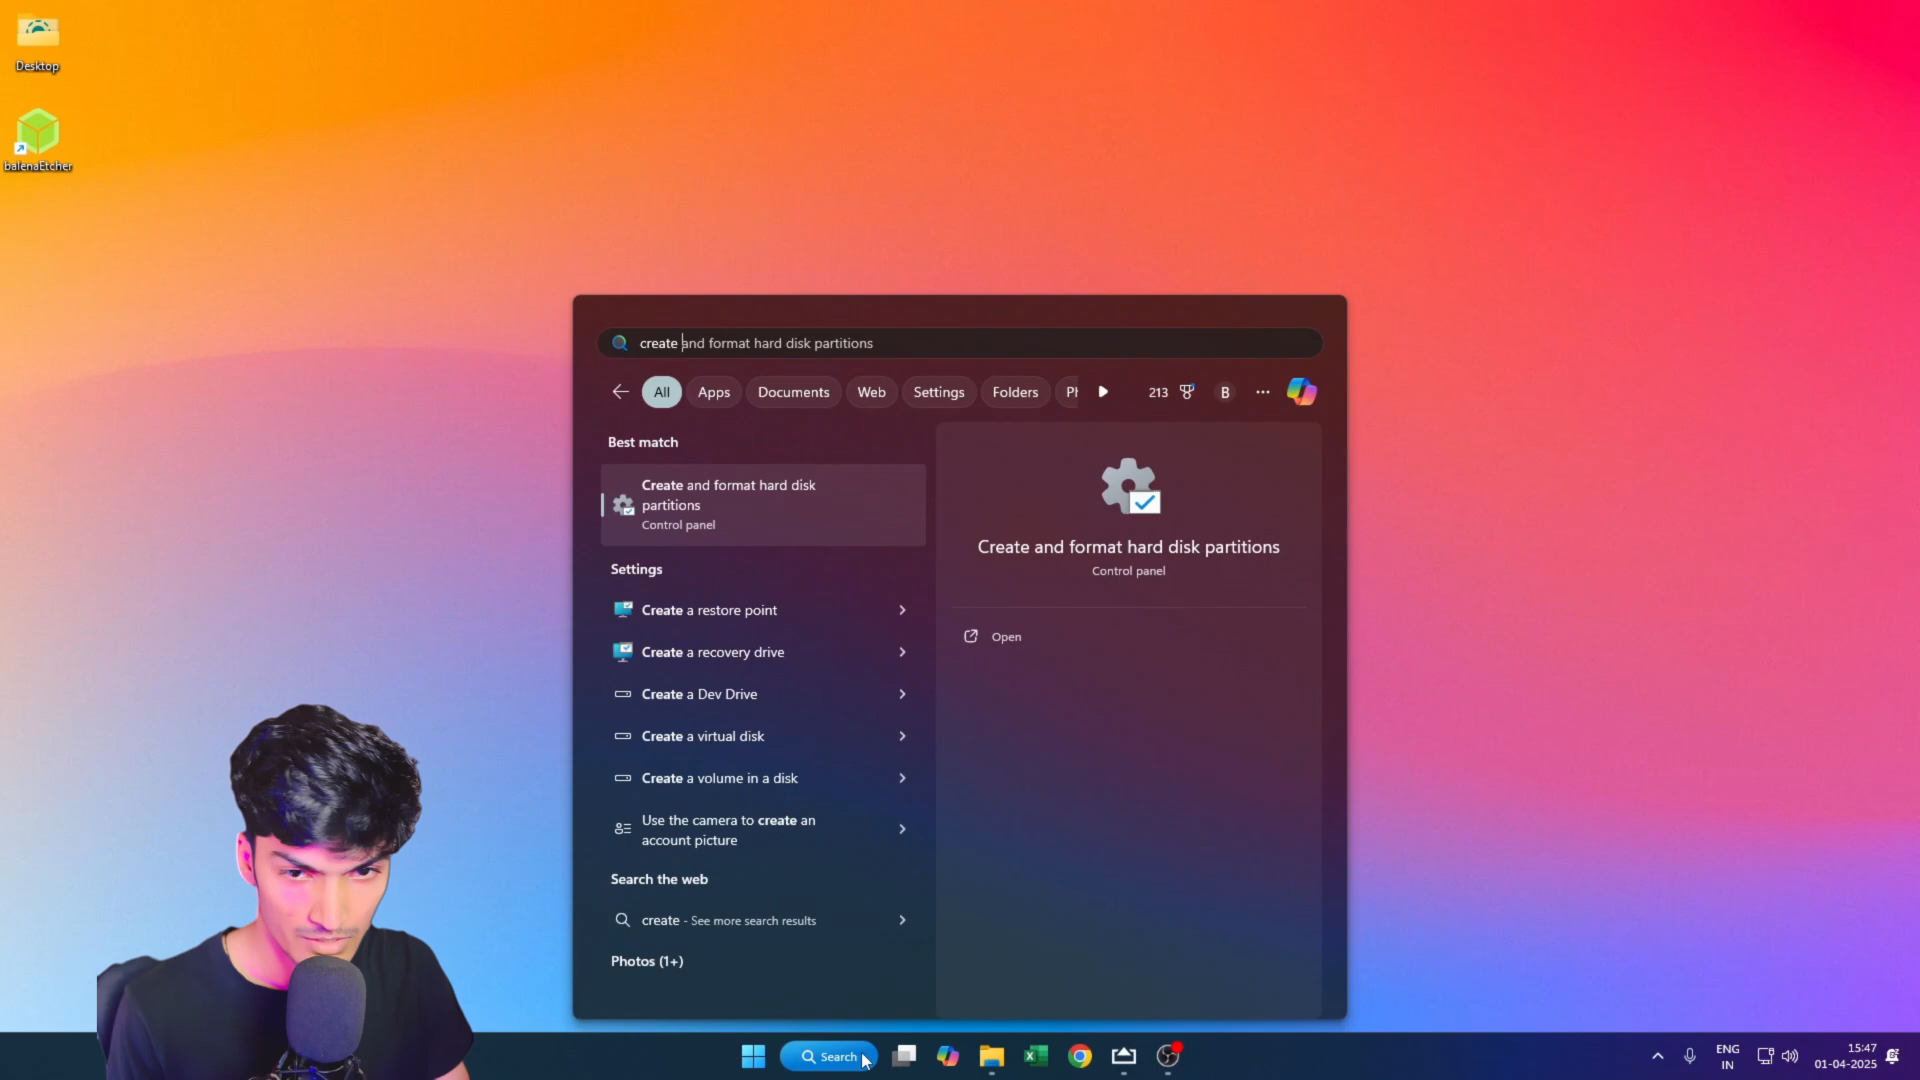 Desktop
balenaEtcher
create and format hard disk partitions
All
Apps
Documents
Web
Settings
Folders
213
B
Best match
Create and format hard disk
partitions
Control panel
Settings
Create a restore point
Create a recovery drive
Create a Dev Drive
Create a virtual disk
Create a volume in a disk
Use the camera to create an
account picture
Search the web
create - See more search results
Photos (1+)
Create and format hard disk partitions
Control panel
Open
Search
ENG
IN
15:47
01-04-2025